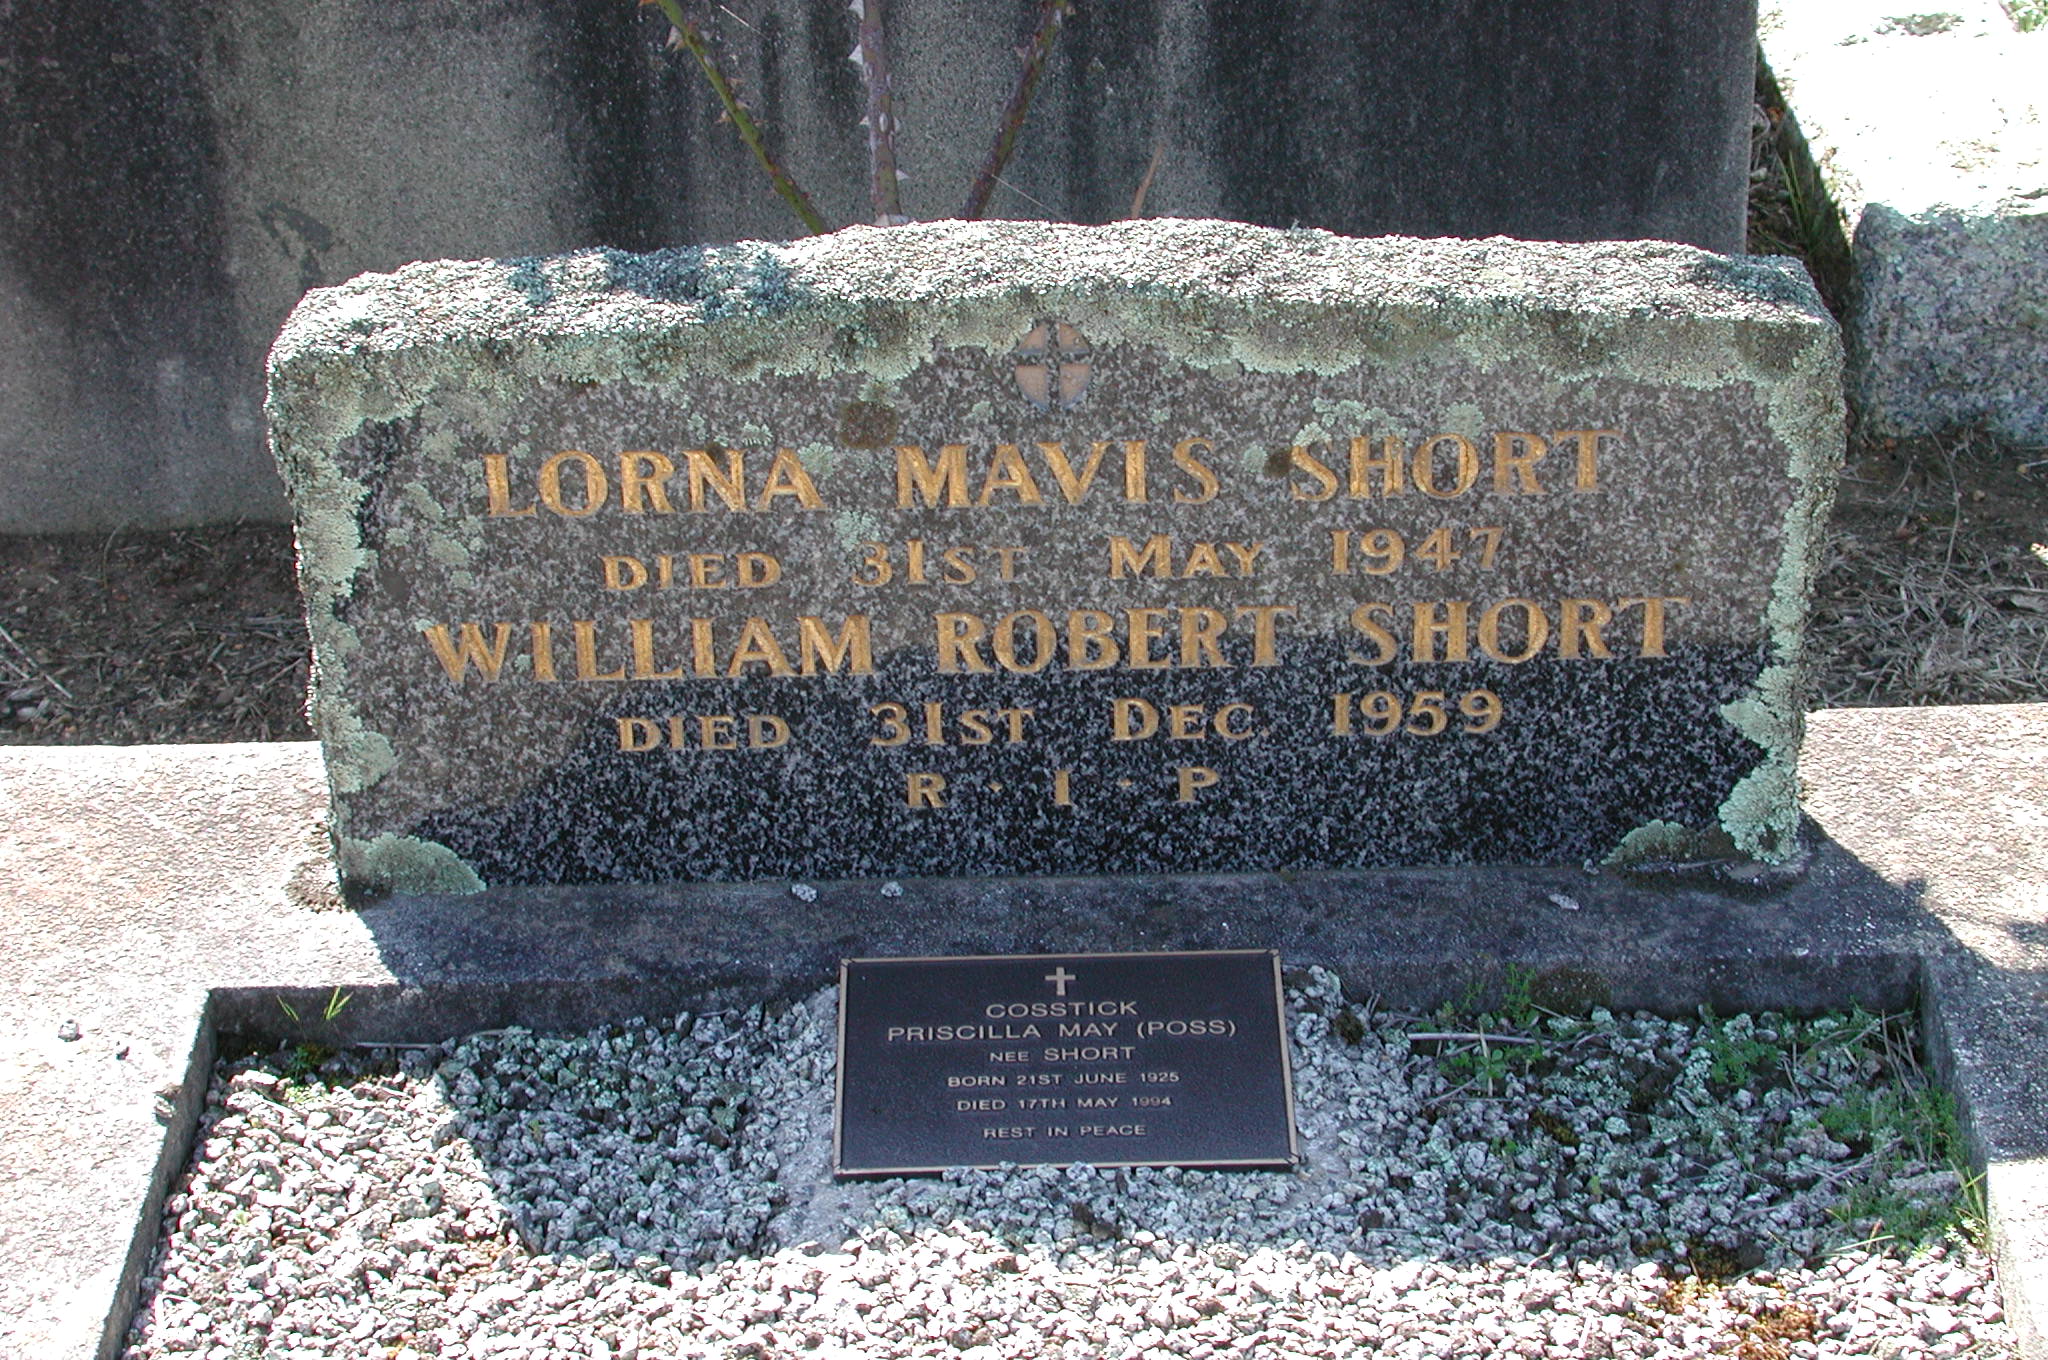 LORNA MAVIS SHORT
DIED 31ST MAY 1947
WILLIAM ROBERT SHORT
DIED 31ST DEC. 1959
R · I · P
COSSTICK
PRISCILLA MAY (POSS)
NEE SHORT
BORN 21ST JUNE 1925
DIED 17TH MAY 1994
REST IN PEACE